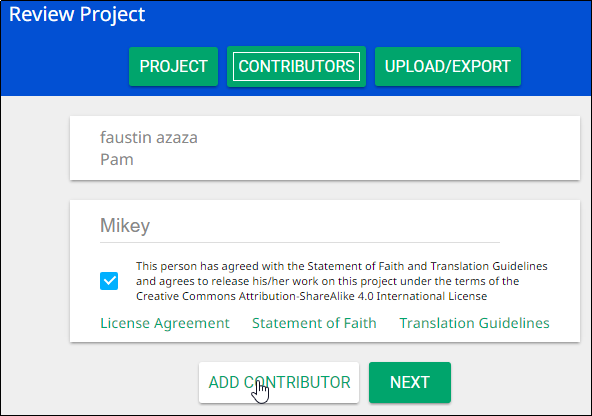 Review Project
PROJECT
CONTRIBUTORS
UPLOAD/EXPORT
faustin azaza
Pam
Mikey
This person has agreed with the Statement of Faith and Translation Guidelines
and agrees to release his/her work on this project under the terms of the
Creative Commons Attribution-ShareAlike 4.0 International License
License Agreement
Statement of Faith
Translation Guidelines
ADD CONTRIBUTOR
NEXT